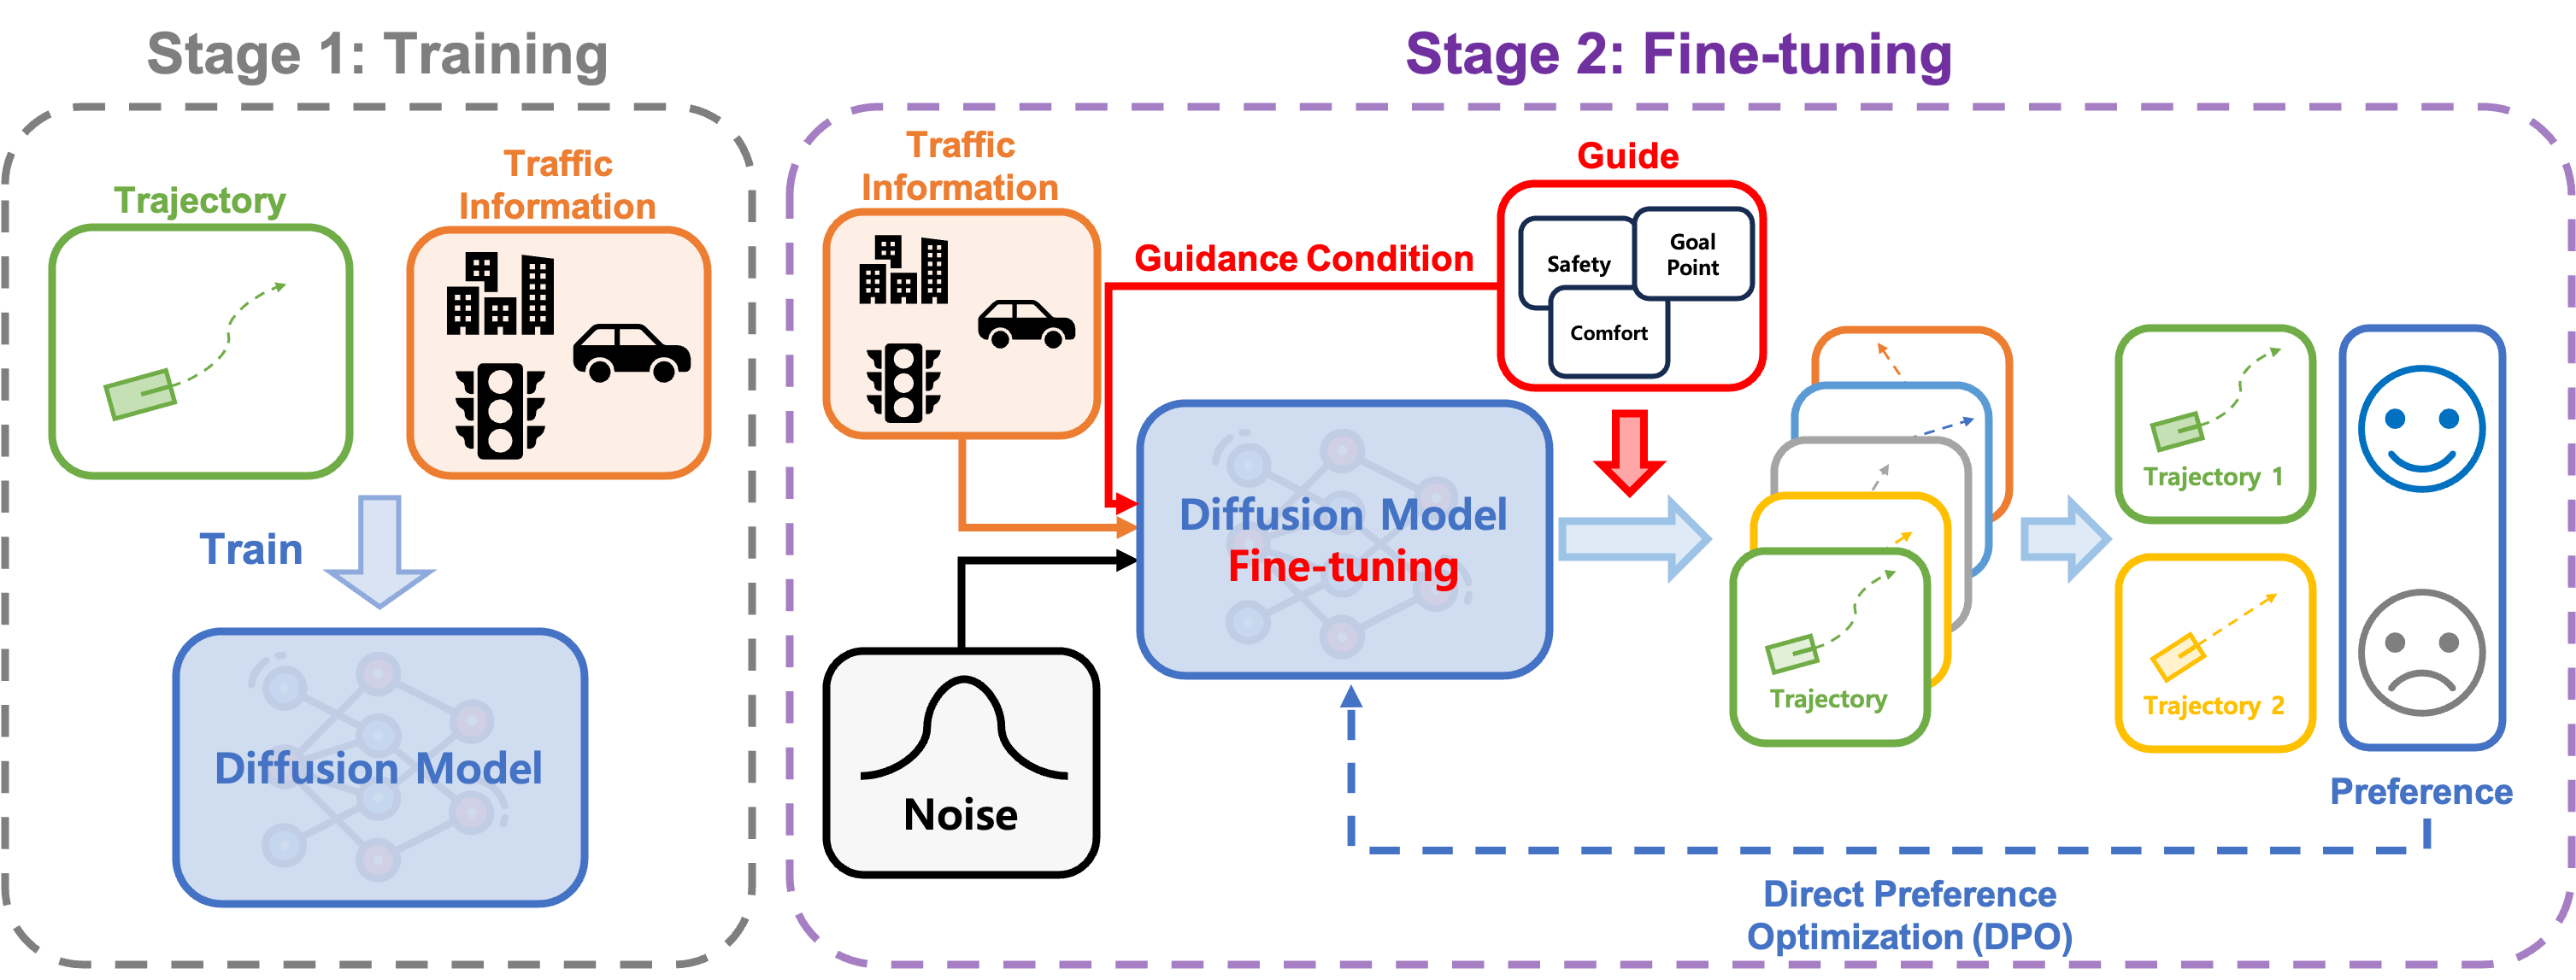 Stage 1: Training
Trajectory
Traffic
Information
Train
Diffusion Model
Stage 2: Fine-tuning
Traffic
Information
Guidance Condition
Guide
Safety
Goal
Point
Comfort
Diffusion Model
Fine-tuning
Noise
Trajectory
Trajectory 1
Trajectory 2
Preference
Direct Preference
Optimization (DPO)